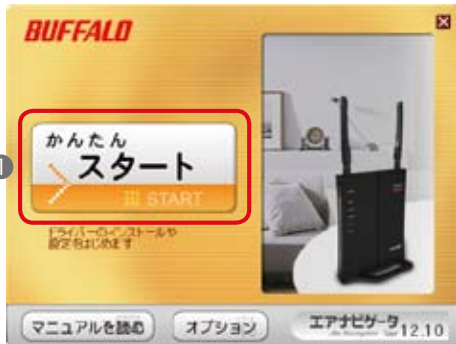 BUFFALO
かんたん
スタート
START
ドライバーのインストールや
設定をはじめます
マニュアルを読む
オプション
エアナビゲータ
12.10